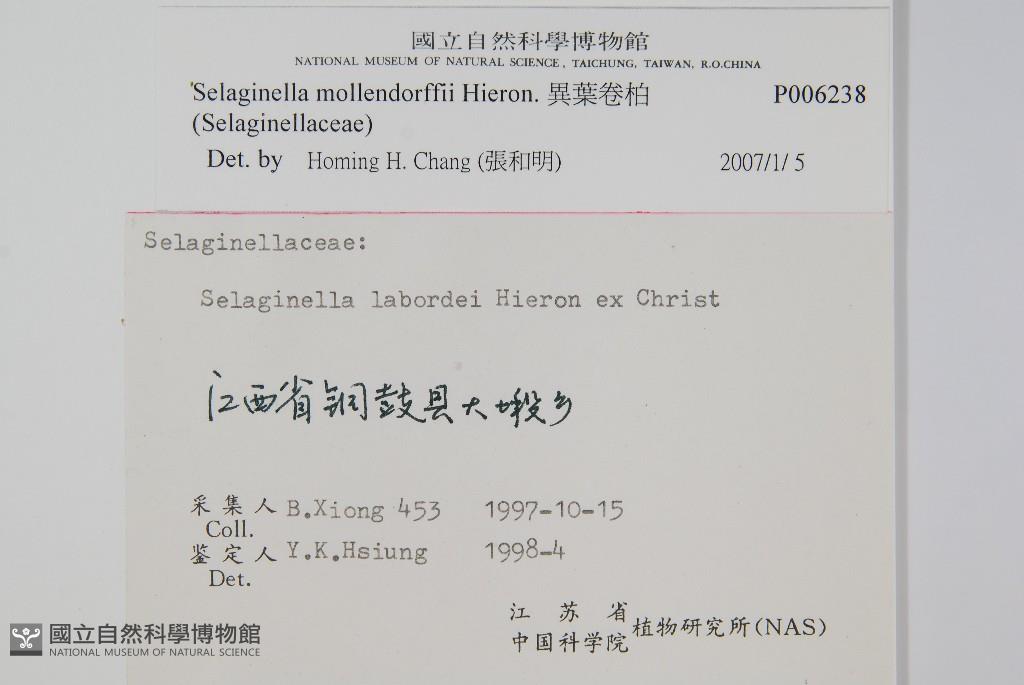 國立自然科學博物館
NATIONAL MUSEUM OF NATURAL SCIENCE, TAICHUNG, TAIWAN, R.O.CHINA
Selaginella mollendorffii Hieron. 異葉卷柏 P006238
(Selaginellaceae)
Det. by Homing H. Chang (張和明) 2007/1/ 5
Selaginellaceae:
Selaginella labordei Hieron ex Christ
江西省铜鼓县大塅乡
采集人 B.Xiong 453 1997-10-15
Coll.
鉴定人 Y.K.Hsiung 1998-4
Det.
江苏省
中国科学院 植物研究所(NAS)
國立自然科學博物館
NATIONAL MUSEUM OF NATURAL SCIENCE